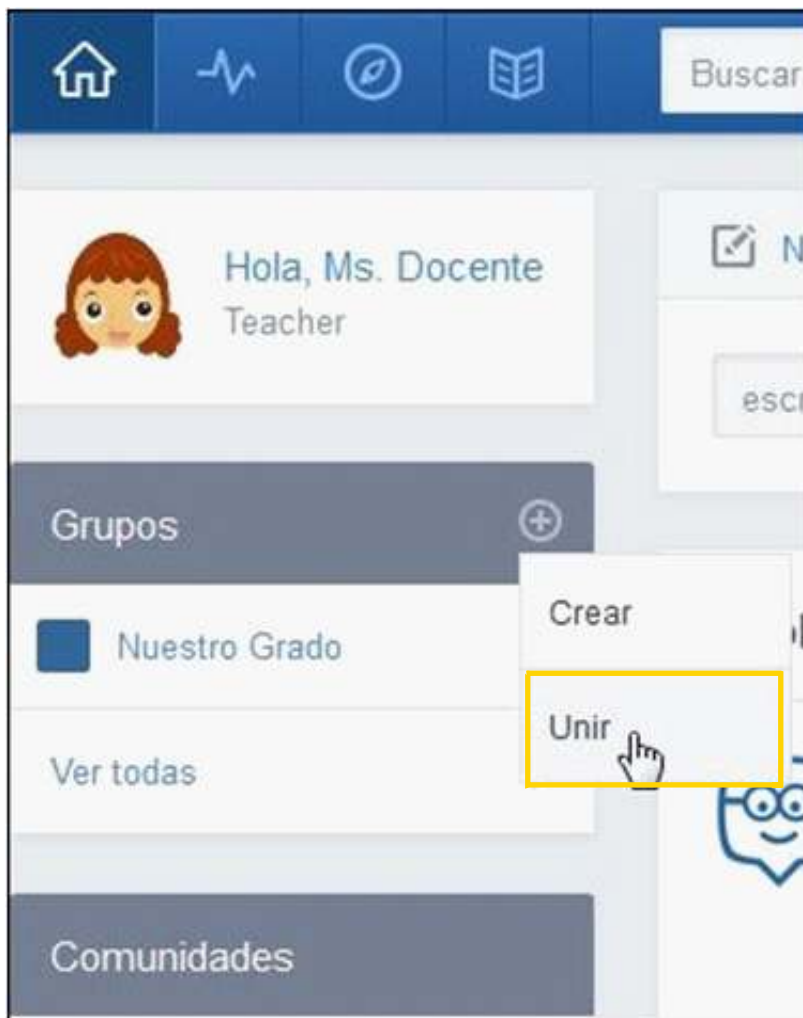 Buscar
Hola, Ms. Docente
Teacher
Grupos
Crear
Nuestro Grado
Unir
Ver todas
Comunidades